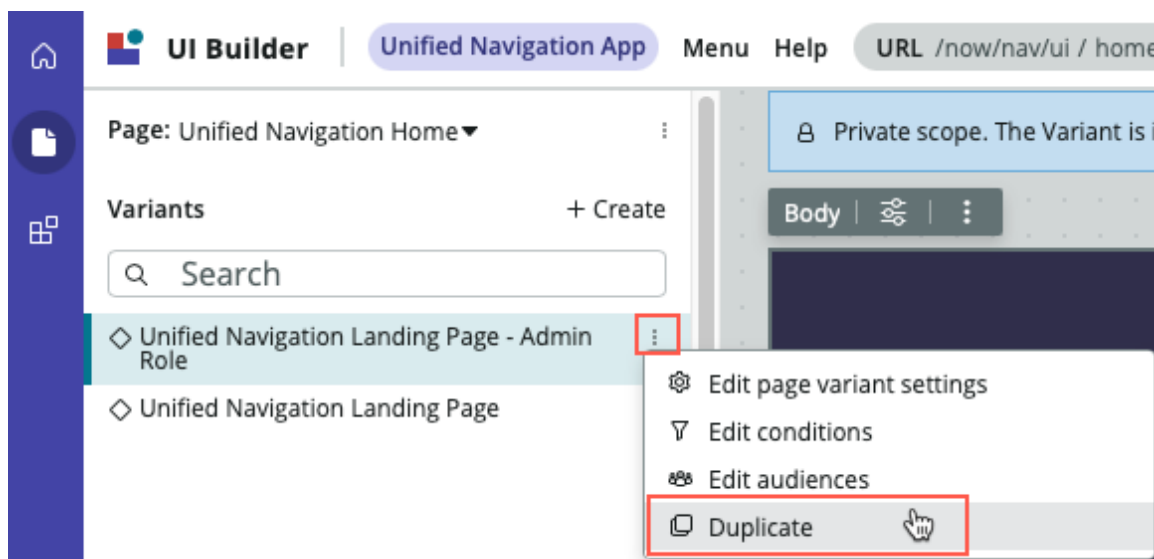 UI Builder Unified Navigation App Menu Help URL /now/nav/ui / home
Page: Unified Navigation Home
Private scope. The Variant is i
Variants + Create
Body
Search
Unified Navigation Landing Page - Admin
Role
Unified Navigation Landing Page
Edit page variant settings
Edit conditions
Edit audiences
Duplicate